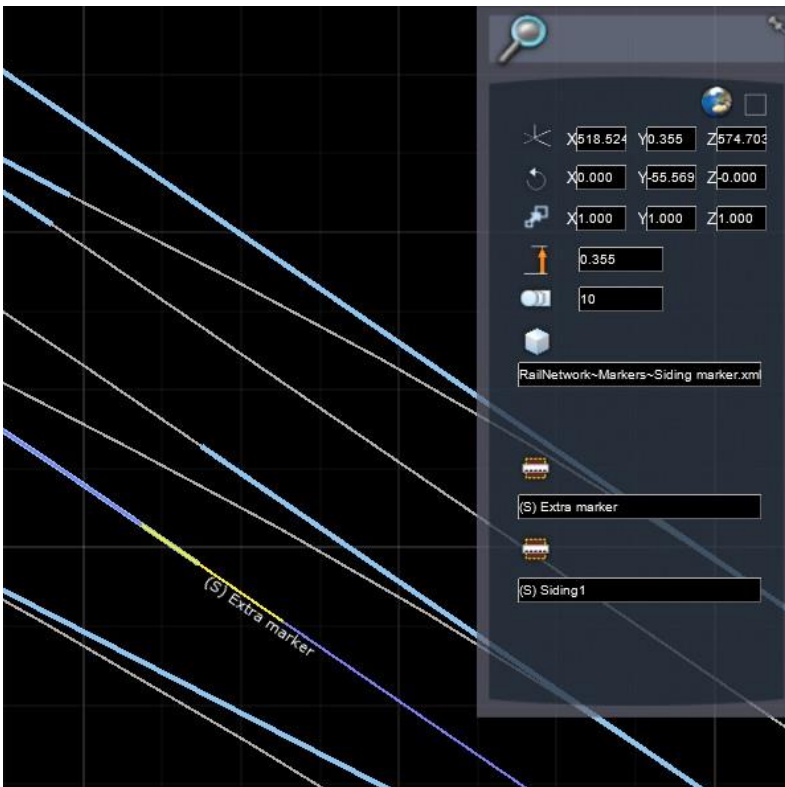 X518.524 Y0.355 Z574.703
X0.000 Y-55.569 Z-0.000
X1.000 Y1.000 Z1.000
0.355
10
RailNetwork~Markers~Siding marker.xml
(S) Extra marker
(S) Siding1
(S) Extra marker